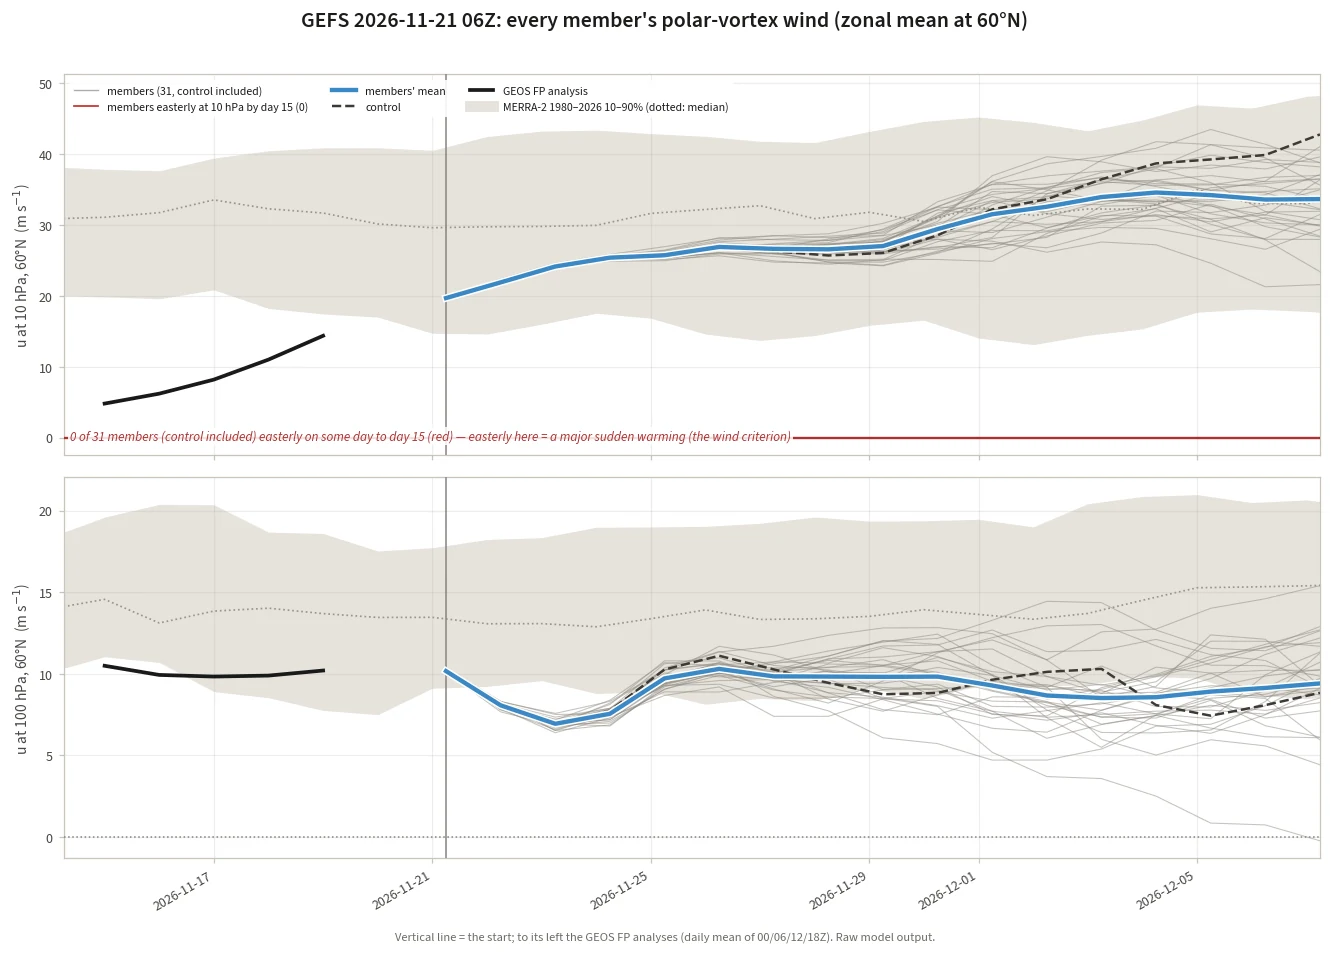 GEFS 2026-11-21 06Z: every member's polar-vortex wind (zonal mean at 60°N)
members (31, control included)
members easterly at 10 hPa by day 15 (0)
members' mean
control
GEOS FP analysis
MERRA-2 1980–2026 10–90% (dotted: median)
u at 10 hPa, 60°N (m s⁻¹)
50
40
30
20
10
0
0 of 31 members (control included) easterly on some day to day 15 (red) — easterly here = a major sudden warming (the wind criterion)
u at 100 hPa, 60°N (m s⁻¹)
20
15
10
5
0
2026-11-17
2026-11-21
2026-11-25
2026-11-29
2026-12-01
2026-12-05
Vertical line = the start; to its left the GEOS FP analyses (daily mean of 00/06/12/18Z). Raw model output.